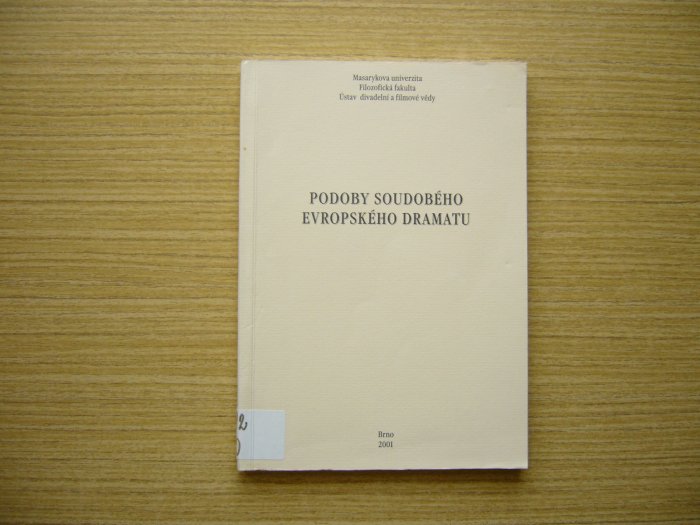 Masarykova univerzita
Filozofická fakulta
Ústav divadelní a filmové vědy
PODOBY SOUDOBÉHO
EVROPSKÉHO DRAMATU
Brno
2001